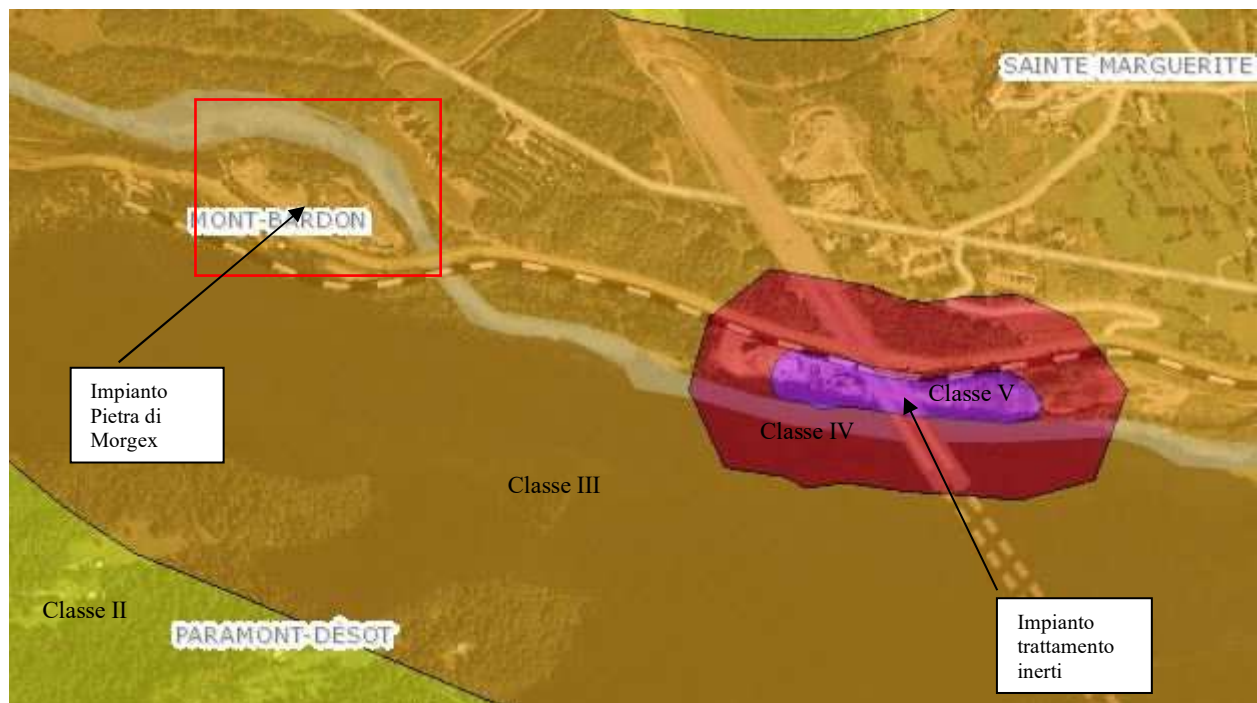 SAINTE MARGUERITE
MONT-BARDON
Impianto
Pietra di
Morgex
Classe V
Classe IV
Classe III
Classe II
PARAMONT-DÈSOT
Impianto
trattamento
inerti